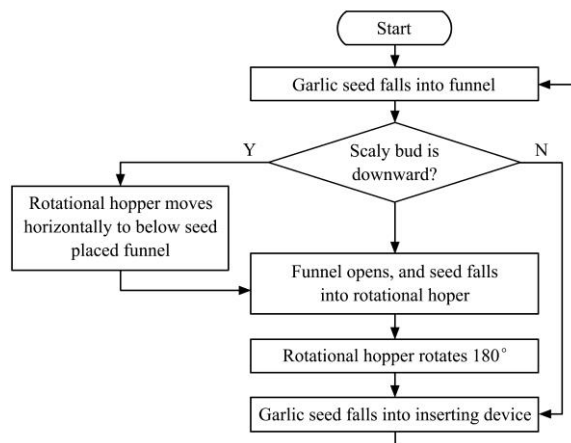 Start
Garlic seed falls into funnel
Y
Scaly bud is
downward?
N
Rotational hopper moves
horizontally to below seed
placed funnel
Funnel opens, and seed falls
into rotational hoper
Rotational hopper rotates 180°
Garlic seed falls into inserting device